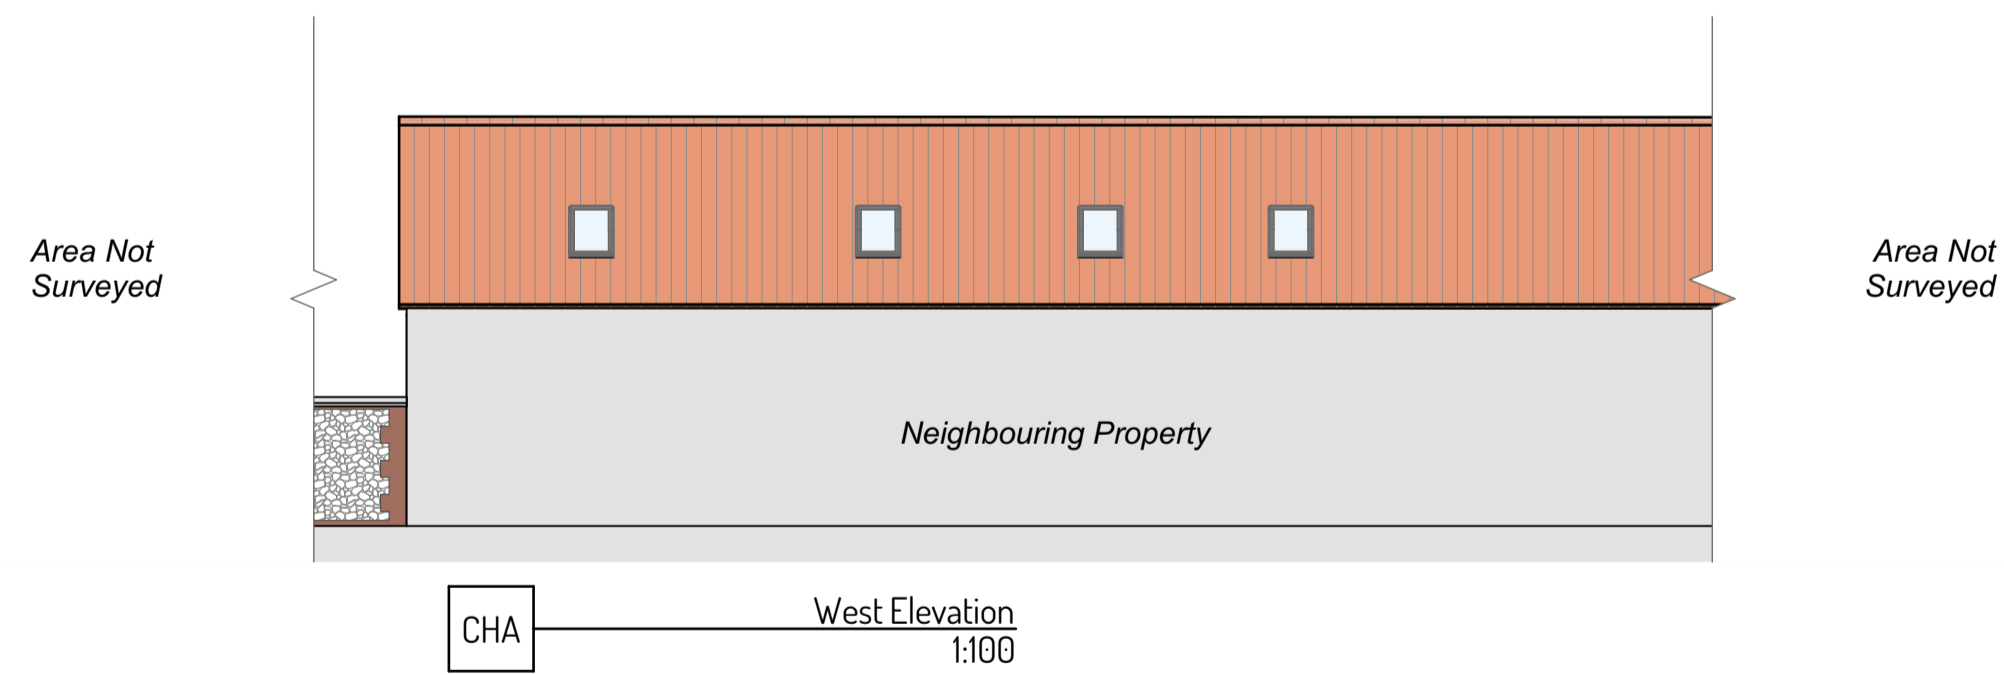 Area Not
Surveyed
Area Not
Surveyed
Neighbouring Property
CHA
West Elevation
1:100